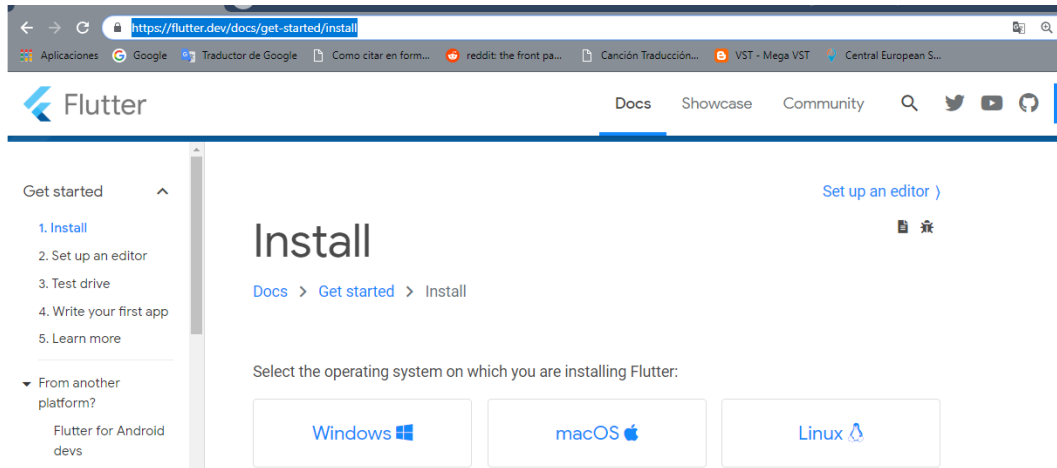 https://flutter.dev/docs/get-started/install
Aplicaciones Google Traductor de Google Como citar en form... reddit: the front pa... Canción Traducción... VST - Mega VST Central European S...
Flutter Docs Showcase Community
Get started
1. Install
2. Set up an editor
3. Test drive
4. Write your first app
5. Learn more
From another
platform?
Flutter for Android
devs
Set up an editor
Install
Docs > Get started > Install
Select the operating system on which you are installing Flutter:
Windows macOS Linux